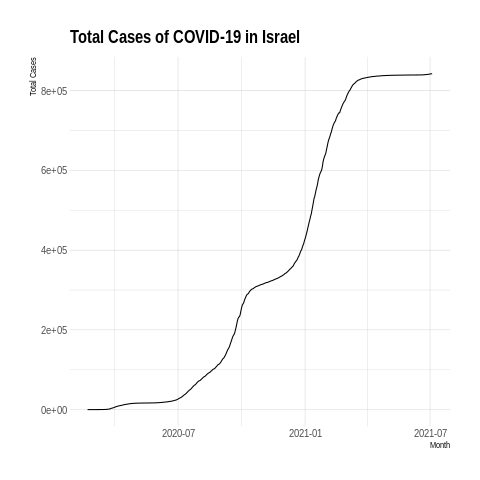 Total Cases of COVID-19 in Israel
Total Cases
8e+05
6e+05
4e+05
2e+05
0e+00
2020-07 2021-01 2021-07
Month